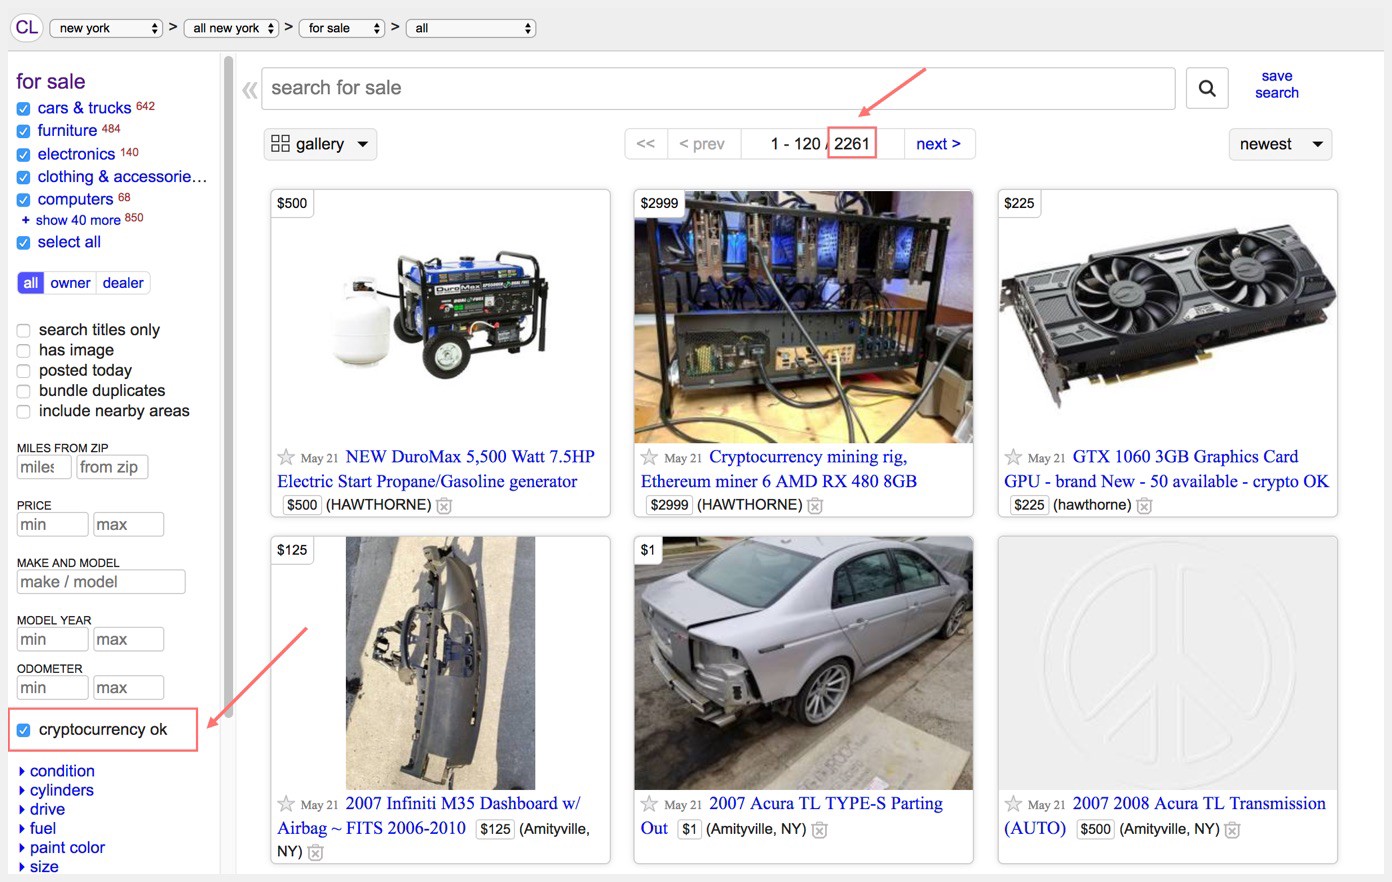 CL new york > all new york > for sale > all
for sale
cars & trucks 642
furniture 484
electronics 140
clothing & accessorie...
computers 68
+ show 40 more 850
select all
all owner dealer
search titles only
has image
posted today
bundle duplicates
include nearby areas
MILES FROM ZIP
miles from zip
PRICE
min max
MAKE AND MODEL
make / model
MODEL YEAR
min max
ODOMETER
min max
cryptocurrency ok
condition
cylinders
drive
fuel
paint color
size
« search for sale
save
search
gallery << < prev 1 - 120 / 2261 next > newest
$500
DuroMax
May 21 NEW DuroMax 5,500 Watt 7.5HP
Electric Start Propane/Gasoline generator
$500 (HAWTHORNE)
$2999
May 21 Cryptocurrency mining rig,
Ethereum miner 6 AMD RX 480 8GB
$2999 (HAWTHORNE)
$225
May 21 GTX 1060 3GB Graphics Card
GPU - brand New - 50 available - crypto OK
$225 (hawthorne)
$125
May 21 2007 Infiniti M35 Dashboard w/
Airbag ~ FITS 2006-2010 $125 (Amityville,
NY)
$1
May 21 2007 Acura TL TYPE-S Parting
Out $1 (Amityville, NY)
May 21 2007 2008 Acura TL Transmission
(AUTO) $500 (Amityville, NY)